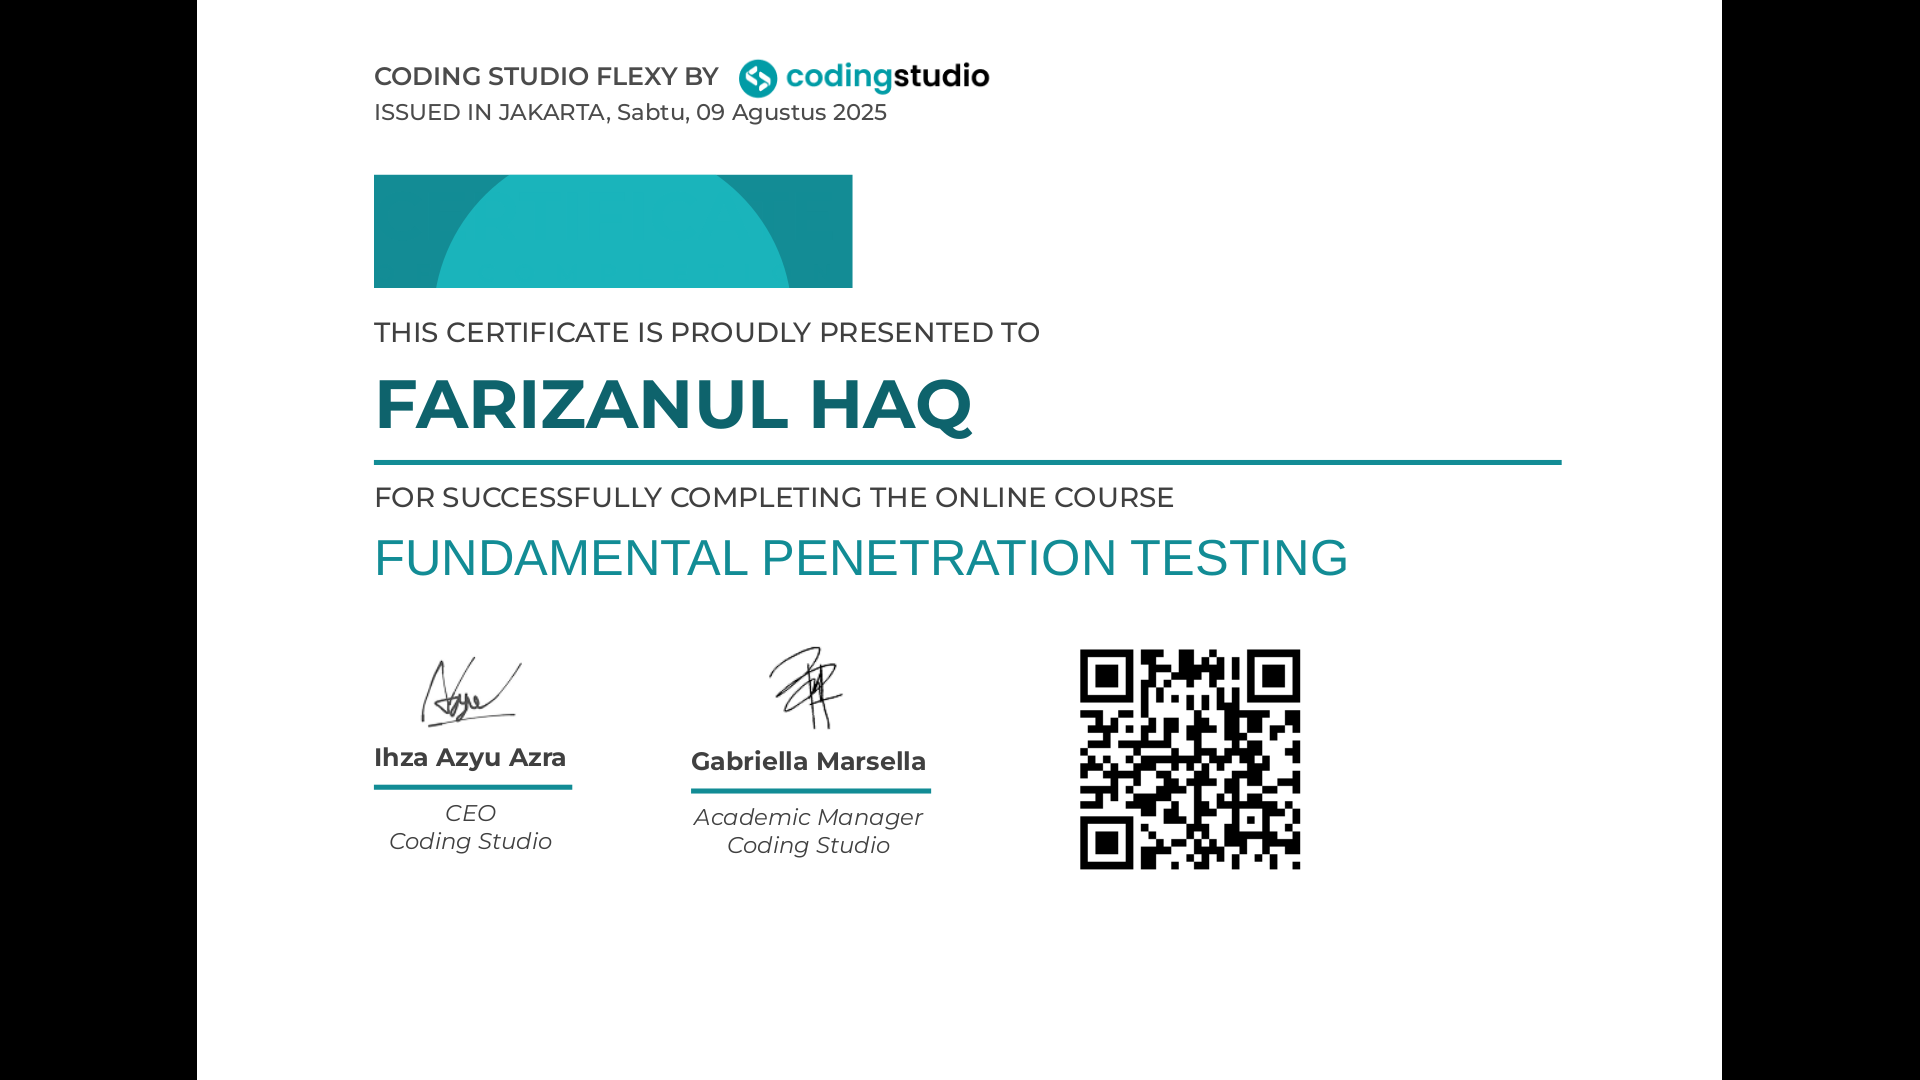 CODING STUDIO FLEXY BY codingstudio
ISSUED IN JAKARTA, Sabtu, 09 Agustus 2025
THIS CERTIFICATE IS PROUDLY PRESENTED TO
FARIZANUL HAQ
FOR SUCCESSFULLY COMPLETING THE ONLINE COURSE
FUNDAMENTAL PENETRATION TESTING
Ihza Azyu Azra
CEO
Coding Studio
Gabriella Marsella
Academic Manager
Coding Studio